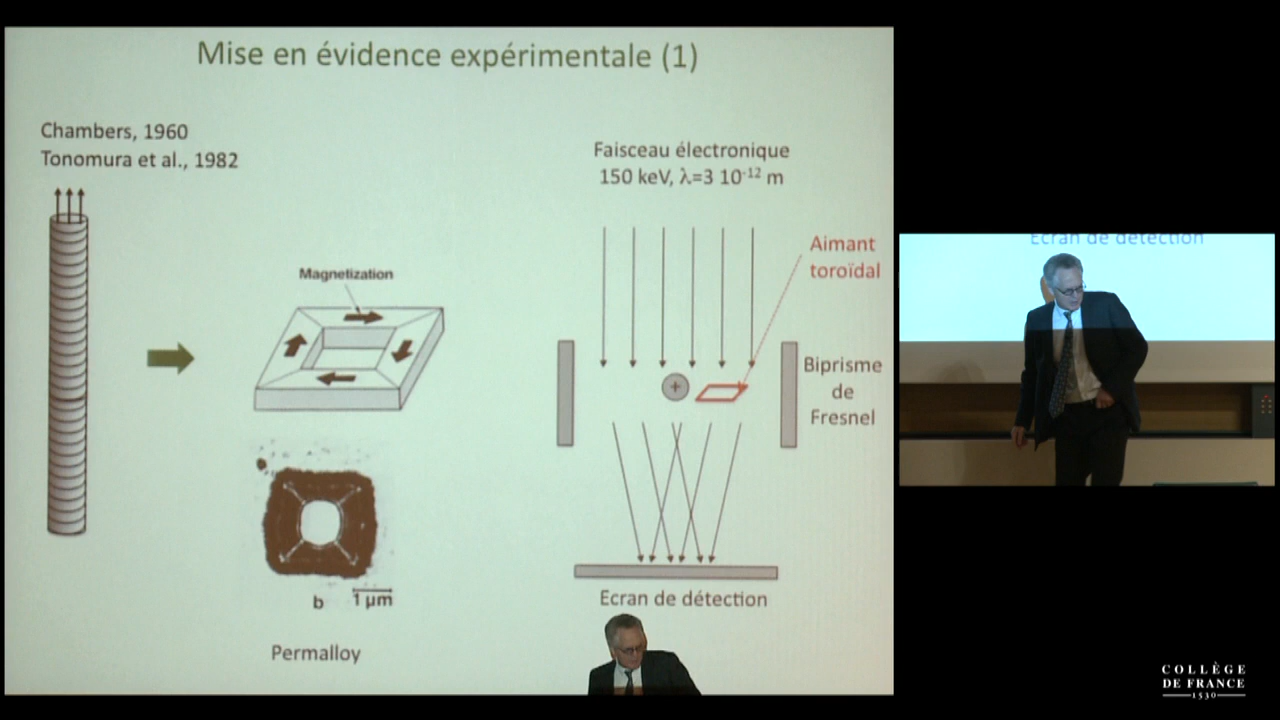 Mise en évidence expérimentale (1)
Chambers, 1960
Tonomura et al., 1982
Magnetization
b
1 μm
Permalloy
Faisceau électronique
150 keV, λ=3 10⁻¹² m
Aimant
toroïdal
+
Biprisme
de
Fresnel
Ecran de détection
Ecran de détection
COLLÈGE
DE FRANCE
1530